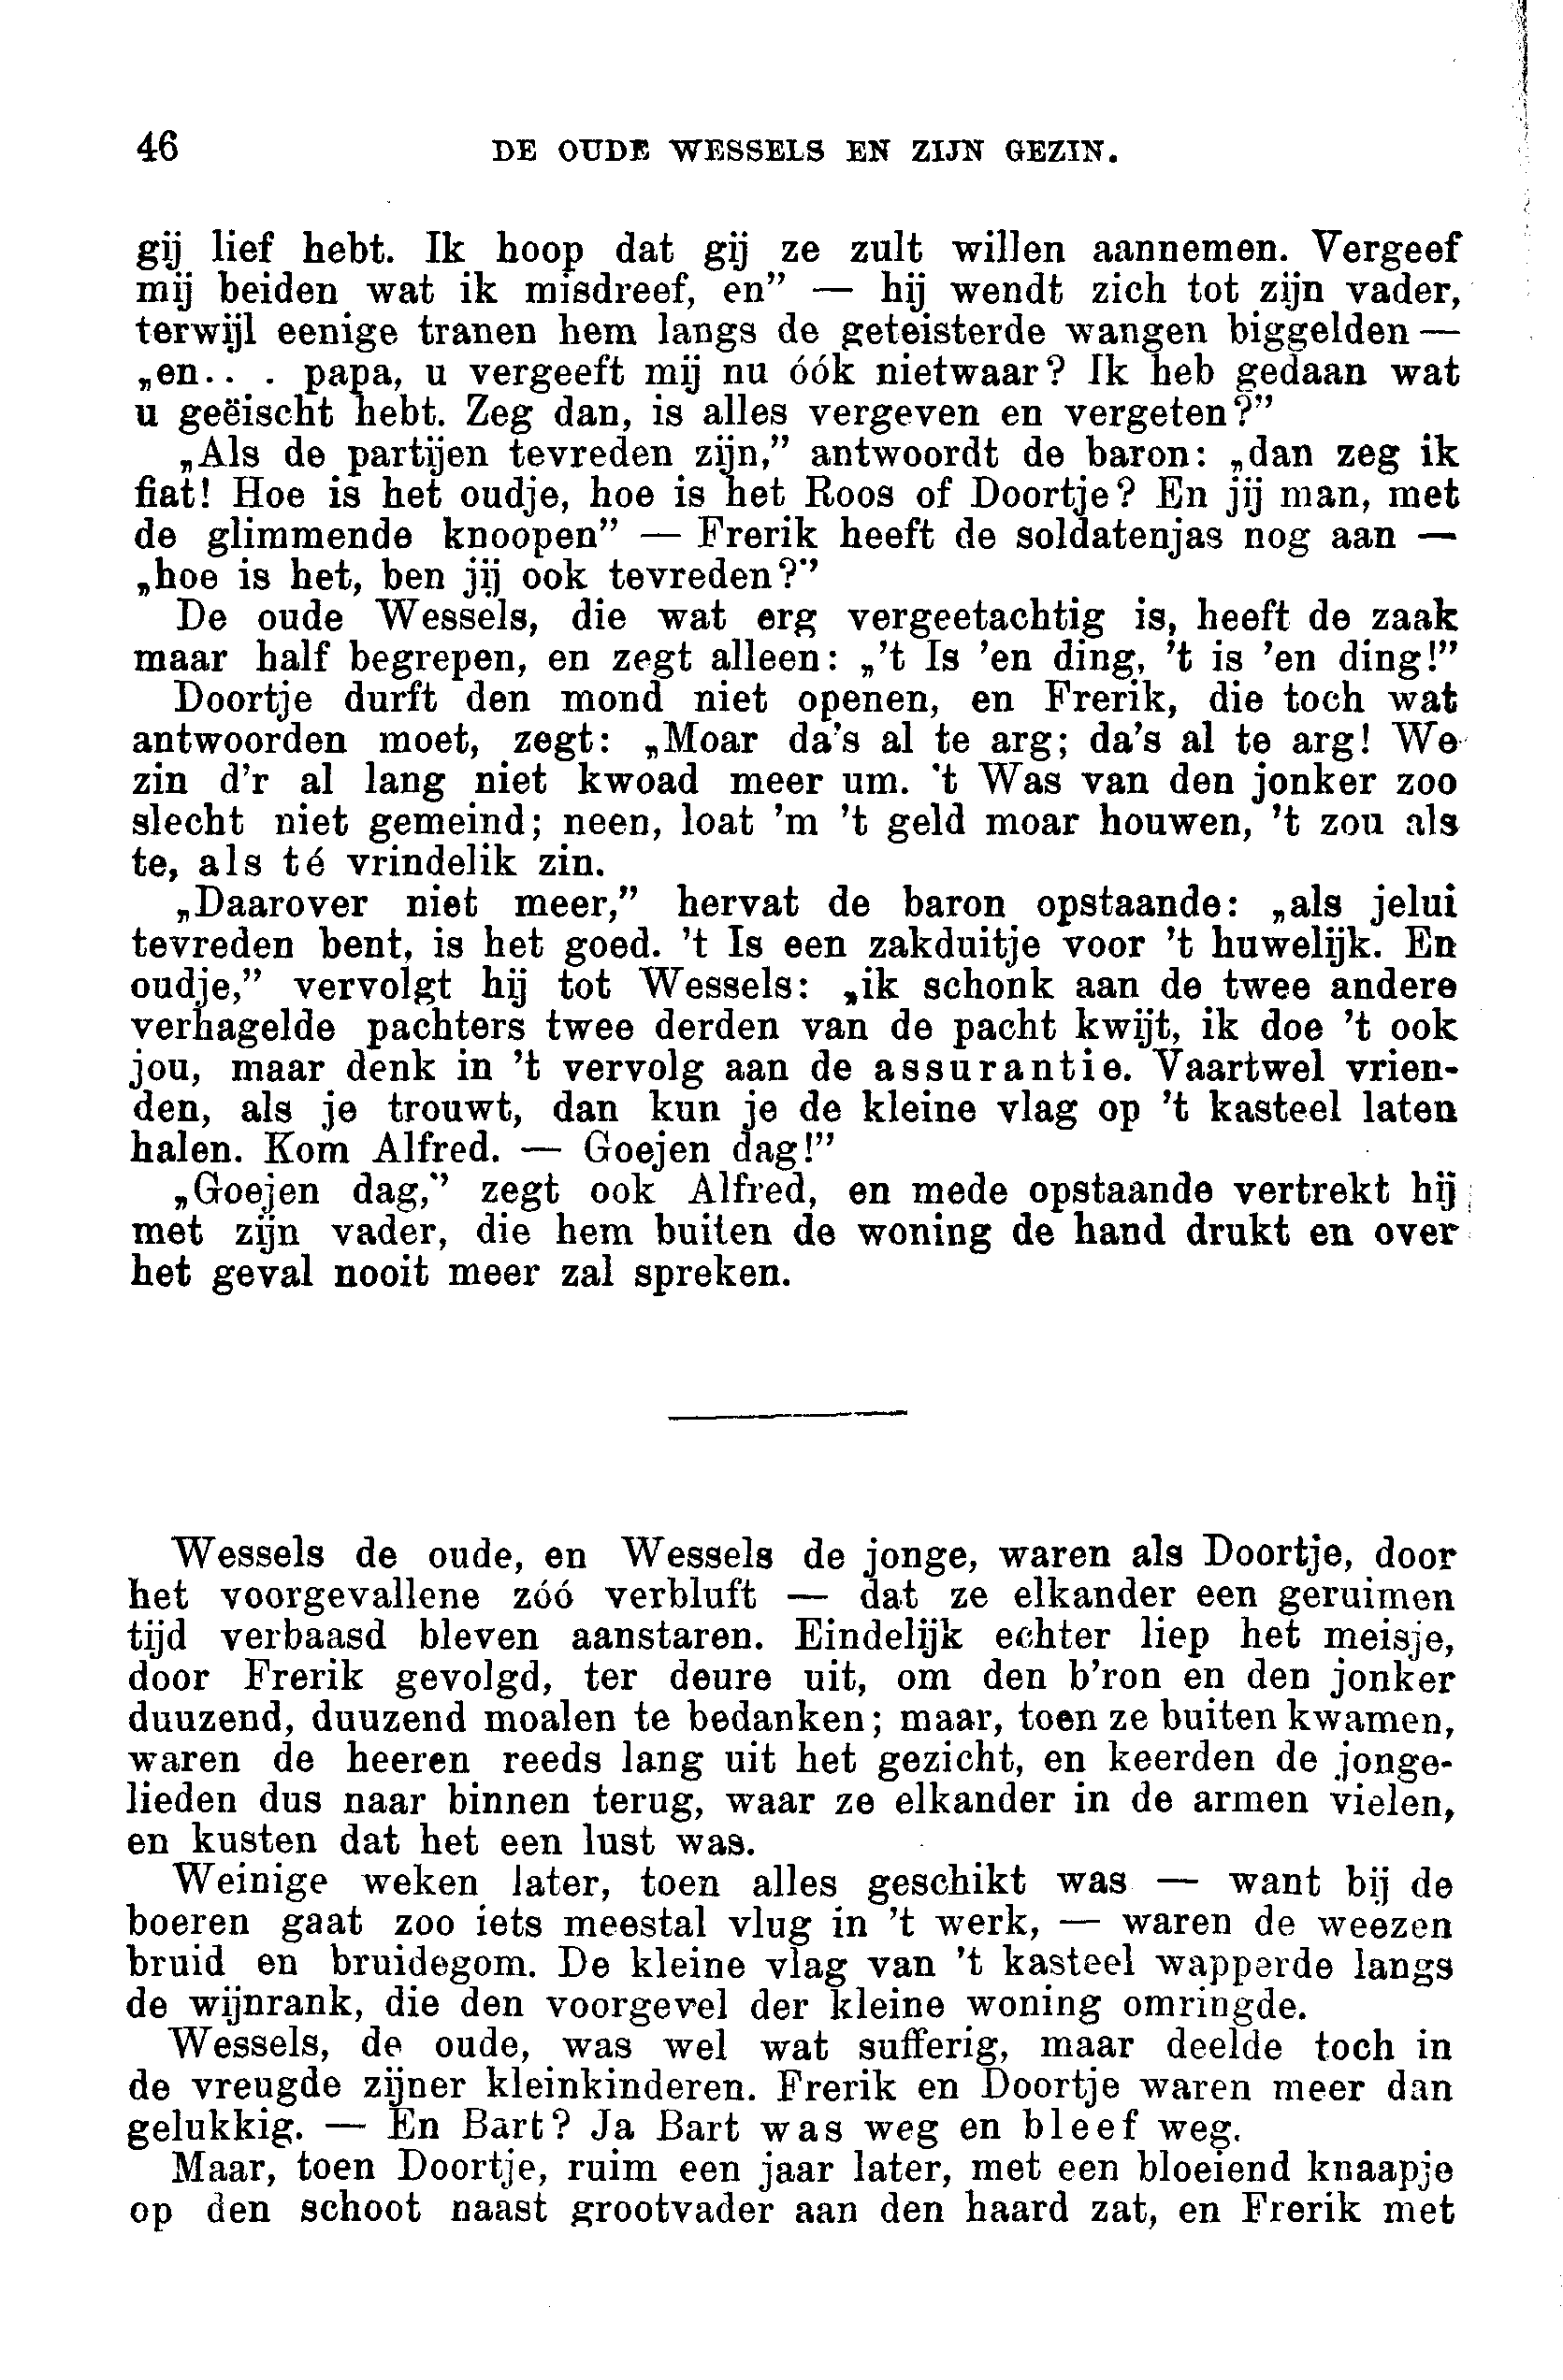 46 DE OUDE WESSELS EN ZIJN GEZIN.
gij lief hebt. Ik hoop dat gij ze zult willen aannemen. Vergeef
mij beiden wat ik misdreef, en” — hij wendt zich tot zijn vader,
terwijl eenige tranen hem langs de geteisterde wangen biggelden —
„en.. . papa, u vergeeft mij nu óók nietwaar? Ik heb gedaan wat
u geëischt hebt. Zeg dan, is alles vergeven en vergeten?”
„Als de partijen tevreden zijn,” antwoordt de baron: „dan zeg ik
fiat! Hoe is het oudje, hoe is het Roos of Doortje? En jij man, met
de glimmende knoopen” — Frerik heeft de soldatenjas nog aan —
„hoe is het, ben jij ook tevreden?”
De oude Wessels, die wat erg vergeetachtig is, heeft de zaak
maar half begrepen, en zegt alleen: „’t Is ’en ding, ’t is ’en ding!”
Doortje durft den mond niet openen, en Frerik, die toch wat
antwoorden moet, zegt: „Moar da’s al te arg; da’s al te arg! We
zin d’r al lang niet kwoad meer um. ’t Was van den jonker zoo
slecht niet gemeind; neen, loat ’m ’t geld moar houwen, ’t zou als
te, als té vrindelik zin.
„Daarover niet meer,” hervat de baron opstaande: „als jelui
tevreden bent, is het goed. ’t Is een zakduitje voor ’t huwelijk. En
oudje,” vervolgt hij tot Wessels: „ik schonk aan de twee andere
verhagelde pachters twee derden van de pacht kwijt, ik doe ’t ook
jou, maar denk in ’t vervolg aan de assurantie. Vaartwel vrien-
den, als je trouwt, dan kun je de kleine vlag op ’t kasteel laten
halen. Kom Alfred. — Goejen dag!”
„Goejen dag,” zegt ook Alfred, en mede opstaande vertrekt hij
met zijn vader, die hem buiten de woning de hand drukt en over
het geval nooit meer zal spreken.
Wessels de oude, en Wessels de jonge, waren als Doortje, door
het voorgevallene zóó verbluft — dat ze elkander een geruimen
tijd verbaasd bleven aanstaren. Eindelijk echter liep het meisje,
door Frerik gevolgd, ter deure uit, om den b’ron en den jonker
duuzend, duuzend moalen te bedanken; maar, toen ze buiten kwamen,
waren de heeren reeds lang uit het gezicht, en keerden de jonge-
lieden dus naar binnen terug, waar ze elkander in de armen vielen,
en kusten dat het een lust was.
Weinige weken later, toen alles geschikt was — want bij de
boeren gaat zoo iets meestal vlug in ’t werk, — waren de weezen
bruid en bruidegom. De kleine vlag van ’t kasteel wapperde langs
de wijnrank, die den voorgevel der kleine woning omringde.
Wessels, de oude, was wel wat sufferig, maar deelde toch in
de vreugde zijner kleinkinderen. Frerik en Doortje waren meer dan
gelukkig. — En Bart? Ja Bart was weg en bleef weg.
Maar, toen Doortje, ruim een jaar later, met een bloeiend knaapje
op den schoot naast grootvader aan den haard zat, en Frerik met